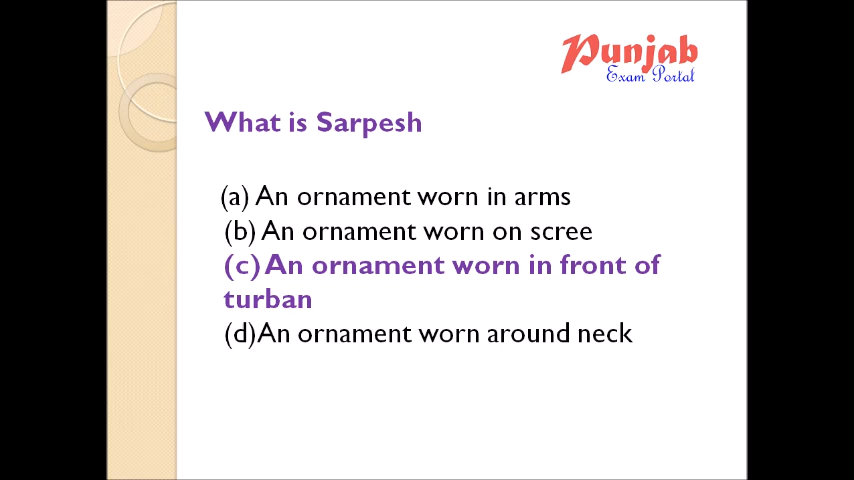 Punjab
Exam Portal
What is Sarpesh
(a) An ornament worn in arms
(b) An ornament worn on scree
(c) An ornament worn in front of
turban
(d)An ornament worn around neck